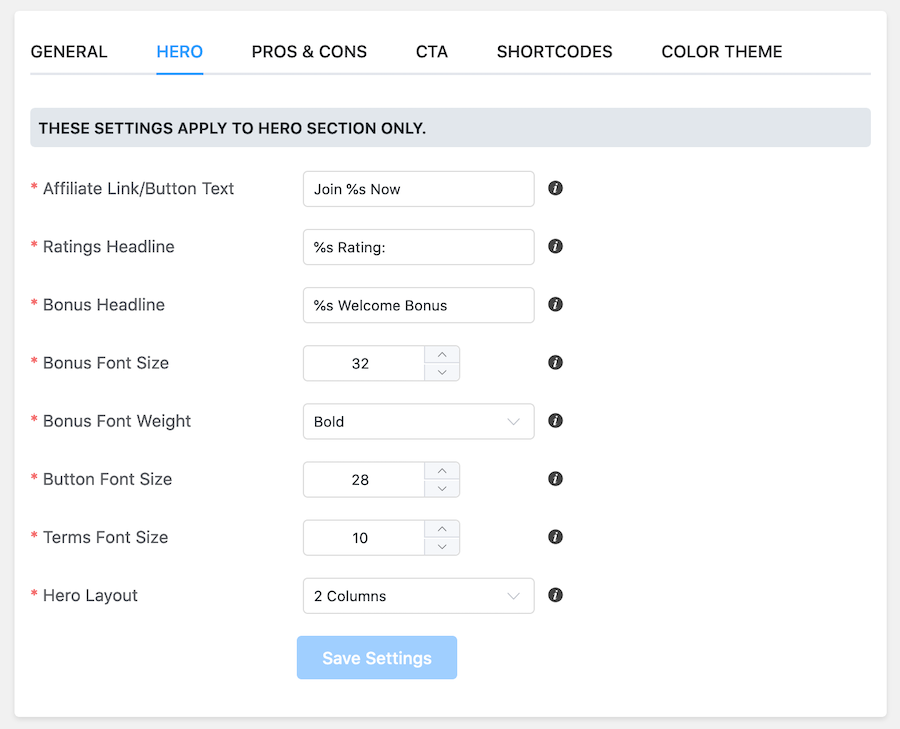 GENERAL HERO PROS & CONS CTA SHORTCODES COLOR THEME
THESE SETTINGS APPLY TO HERO SECTION ONLY.
* Affiliate Link/Button Text Join %s Now i
* Ratings Headline %s Rating: i
* Bonus Headline %s Welcome Bonus i
* Bonus Font Size 32 i
* Bonus Font Weight Bold i
* Button Font Size 28 i
* Terms Font Size 10 i
* Hero Layout 2 Columns i
Save Settings